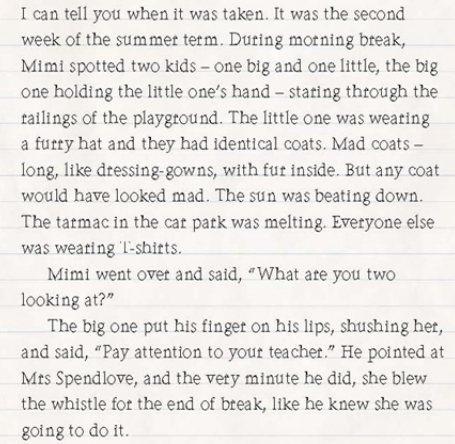 I can tell you when it was taken. It was the second
week of the summer term. During morning break,
Mimi spotted two kids – one big and one little, the big
one holding the little one's hand – staring through the
railings of the playground. The little one was wearing
a furry hat and they had identical coats. Mad coats –
long, like dressing-gowns, with fur inside. But any coat
would have looked mad. The sun was beating down.
The tarmac in the car park was melting. Everyone else
was wearing T-shirts.
Mimi went over and said, "What are you two
looking at?"
The big one put his finger on his lips, shushing her,
and said, "Pay attention to your teacher." He pointed at
Mrs Spendlove, and the very minute he did, she blew
the whistle for the end of break, like he knew she was
going to do it.